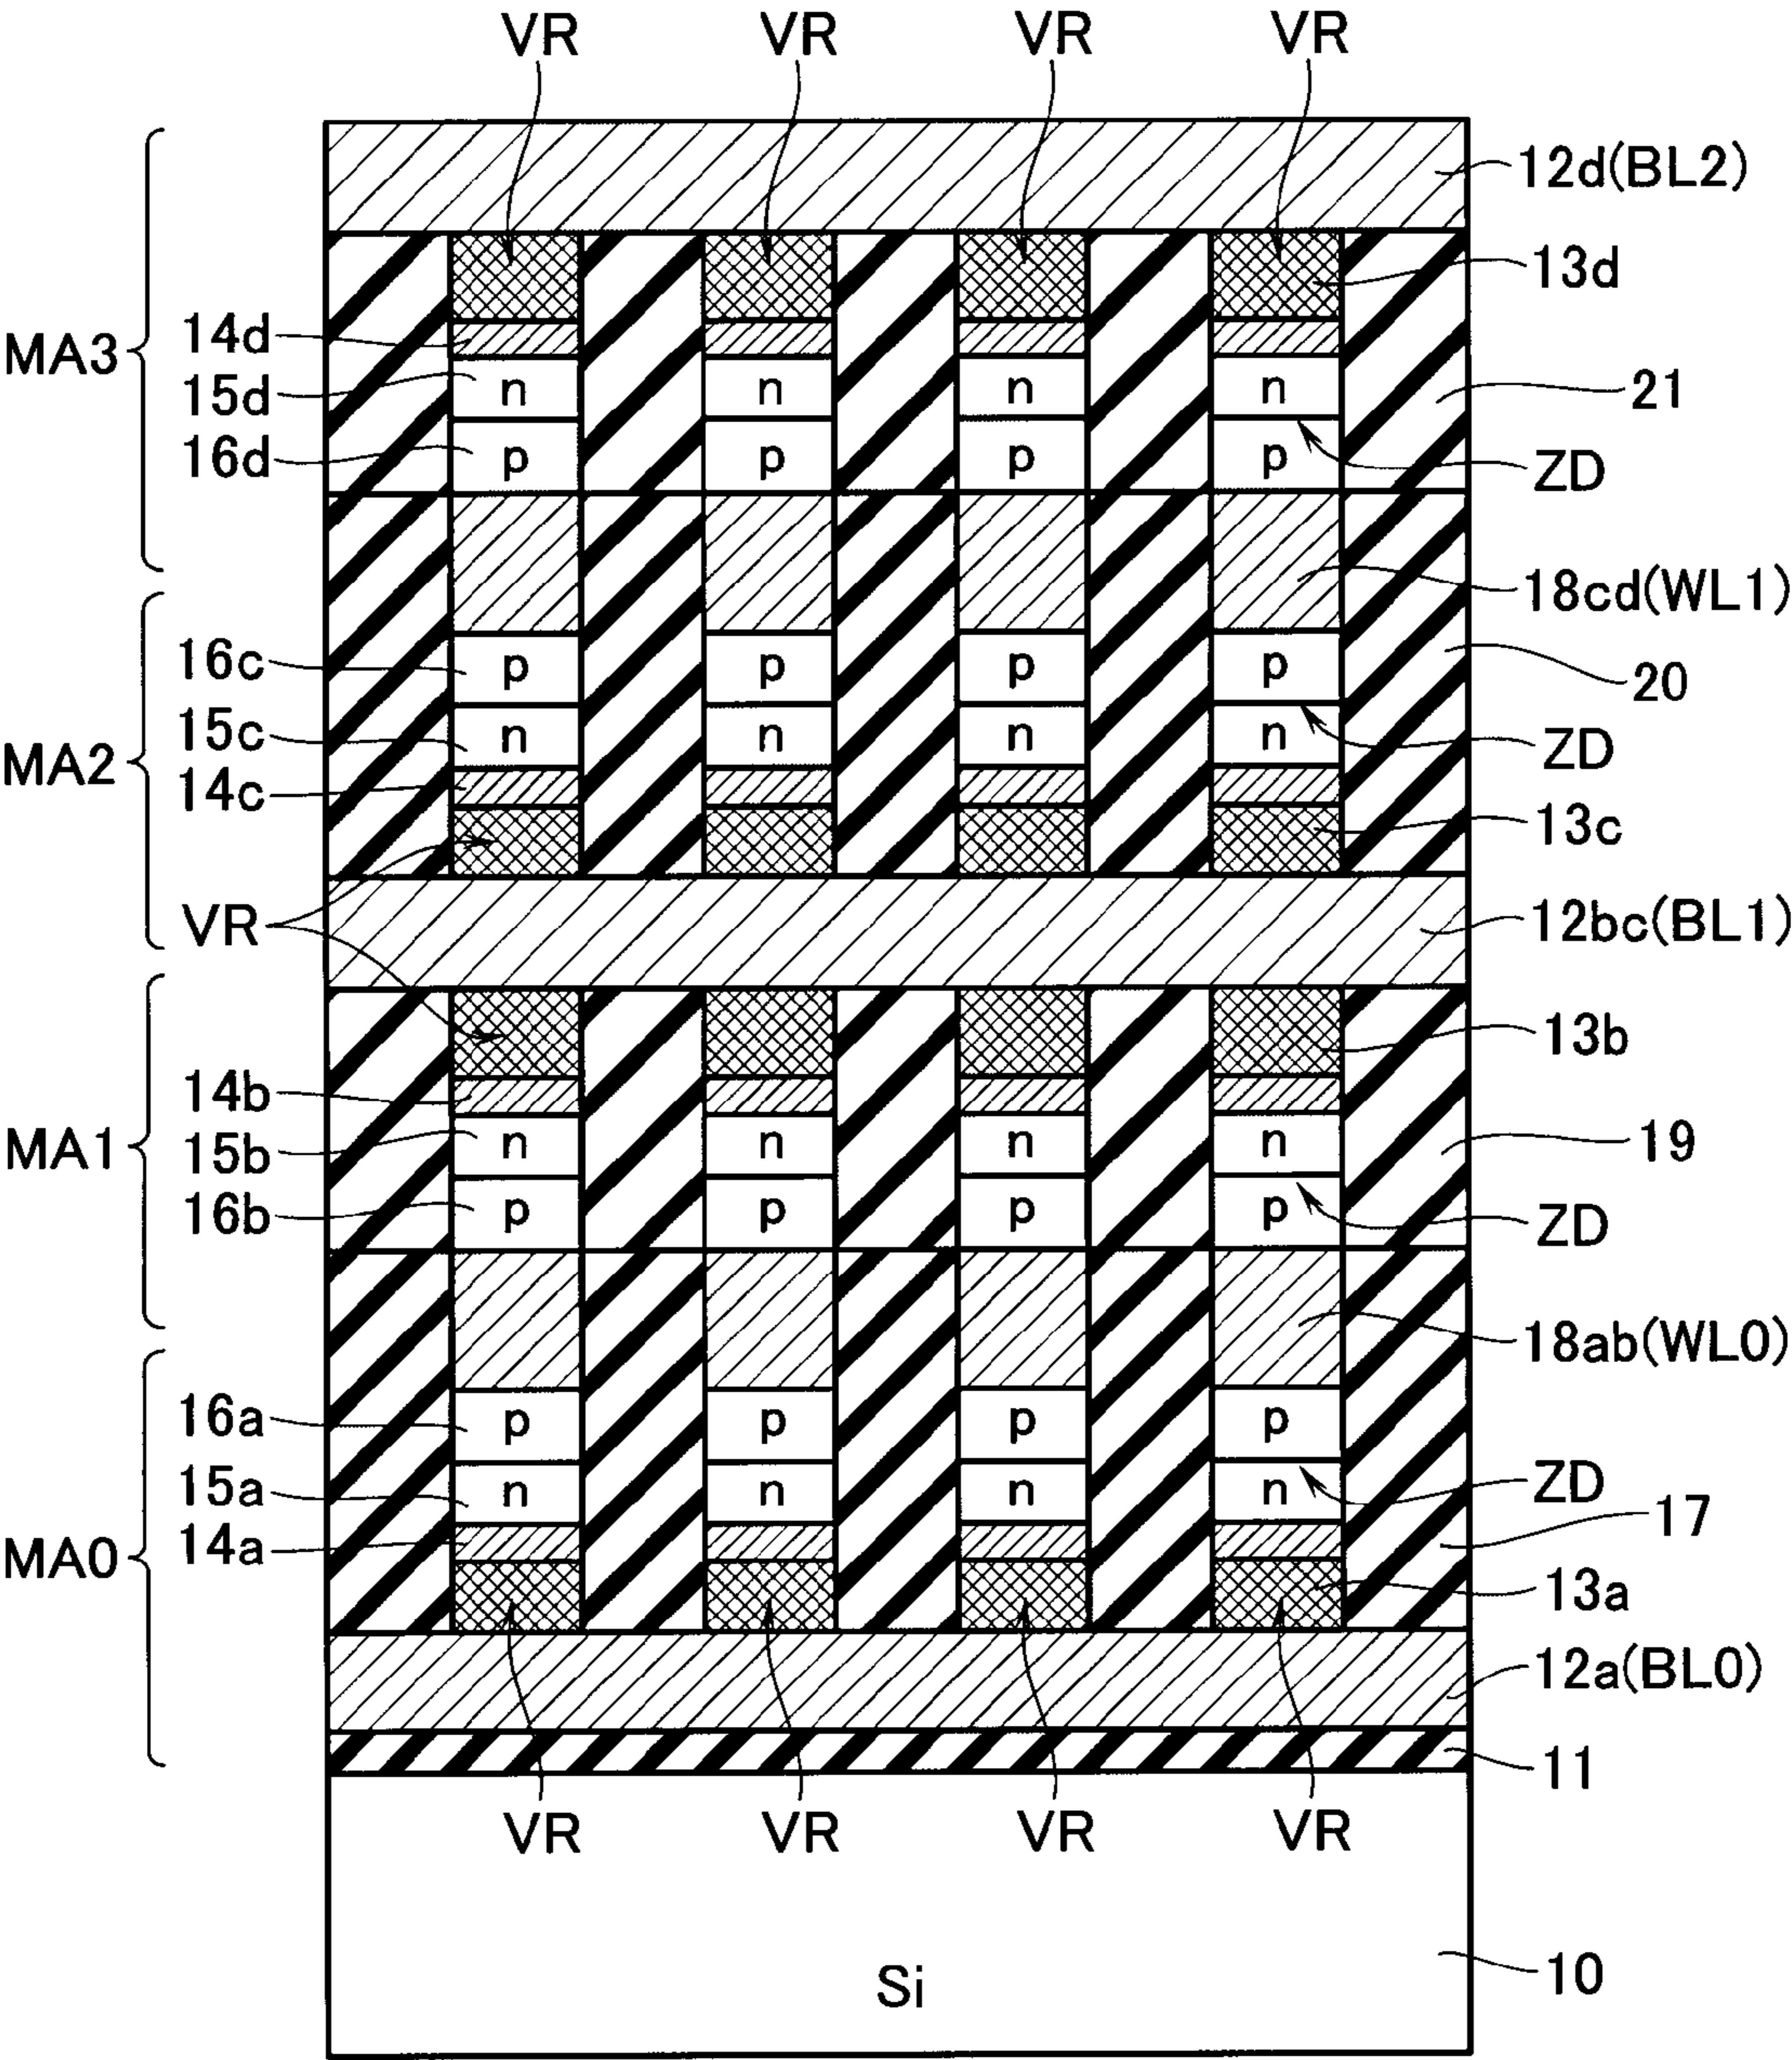 VR VR VR VR
12d(BL2)
13d
MA3
14d
15d n n n n 21
16d p p p p ZD
18cd(WL1)
16c p p p p 20
15c n n n n ZD
MA2
14c
13c
VR 12bc(BL1)
13b
14b
MA1
15b n n n n 19
16b p p p p ZD
18ab(WL0)
16a p p p p
15a n n n n ZD
17
14a
MA0
13a
12a(BL0)
11
VR VR VR VR
10
Si